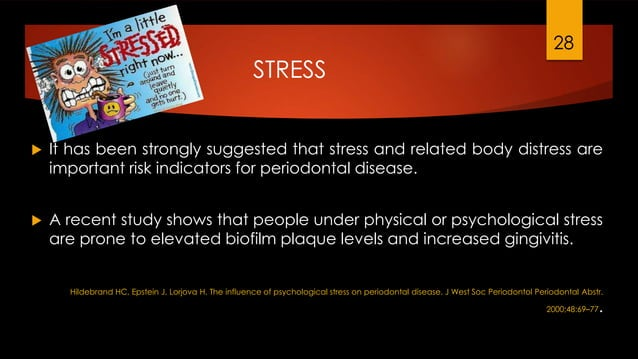 28
I'm a little
STRESSED
right now...
(just turn
around and
leave
quietly
and no one
gets hurt.)
STRESS
It has been strongly suggested that stress and related body distress are
important risk indicators for periodontal disease.
A recent study shows that people under physical or psychological stress
are prone to elevated biofilm plaque levels and increased gingivitis.
Hildebrand HC, Epstein J, Lorjova H. The influence of psychological stress on periodontal disease. J West Soc Periodontol Periodontal Abstr.
2000;48:69–77.